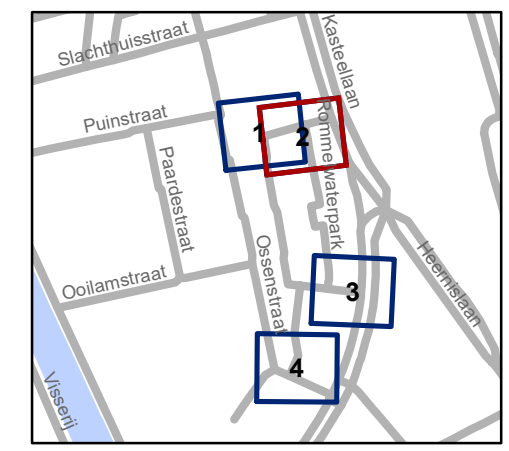 Slachthuisstraat
Kasteellaan
Puinstraat
1
2
Rommelwaterpark
Paardestraat
Ossenstraat
Ooilamstraat
Heernislaan
3
4
Visserij